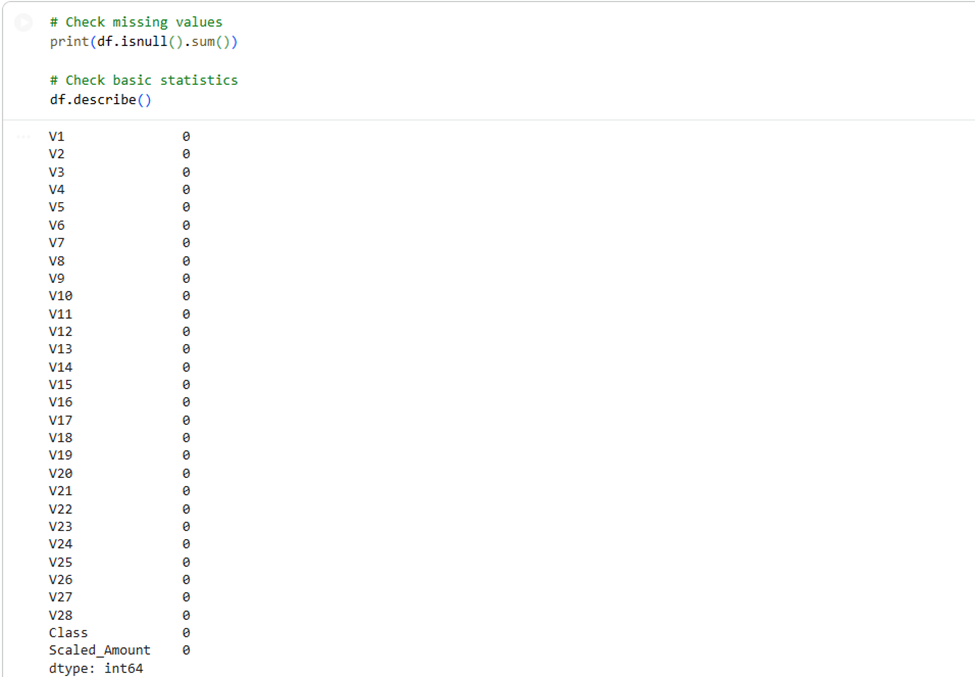 # Check missing values
print(df.isnull().sum())
# Check basic statistics
df.describe()
V1 0
V2 0
V3 0
V4 0
V5 0
V6 0
V7 0
V8 0
V9 0
V10 0
V11 0
V12 0
V13 0
V14 0
V15 0
V16 0
V17 0
V18 0
V19 0
V20 0
V21 0
V22 0
V23 0
V24 0
V25 0
V26 0
V27 0
V28 0
Class 0
Scaled_Amount 0
dtype: int64